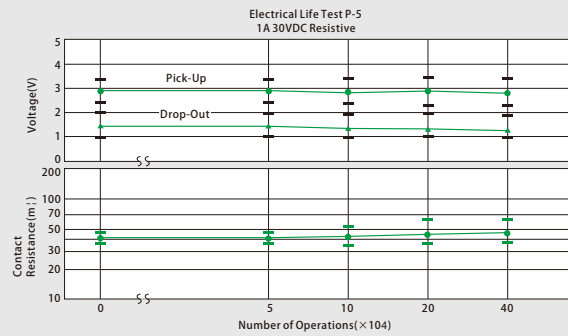 Electrical Life Test P-5
1A 30VDC Resistive
Voltage(V)
5
4
3
2
1
0
Pick-Up
Drop-Out
Contact
Resistance(m¦)
200
100
70
50
30
20
10
0
5
10
20
40
Number of Operations(×104)